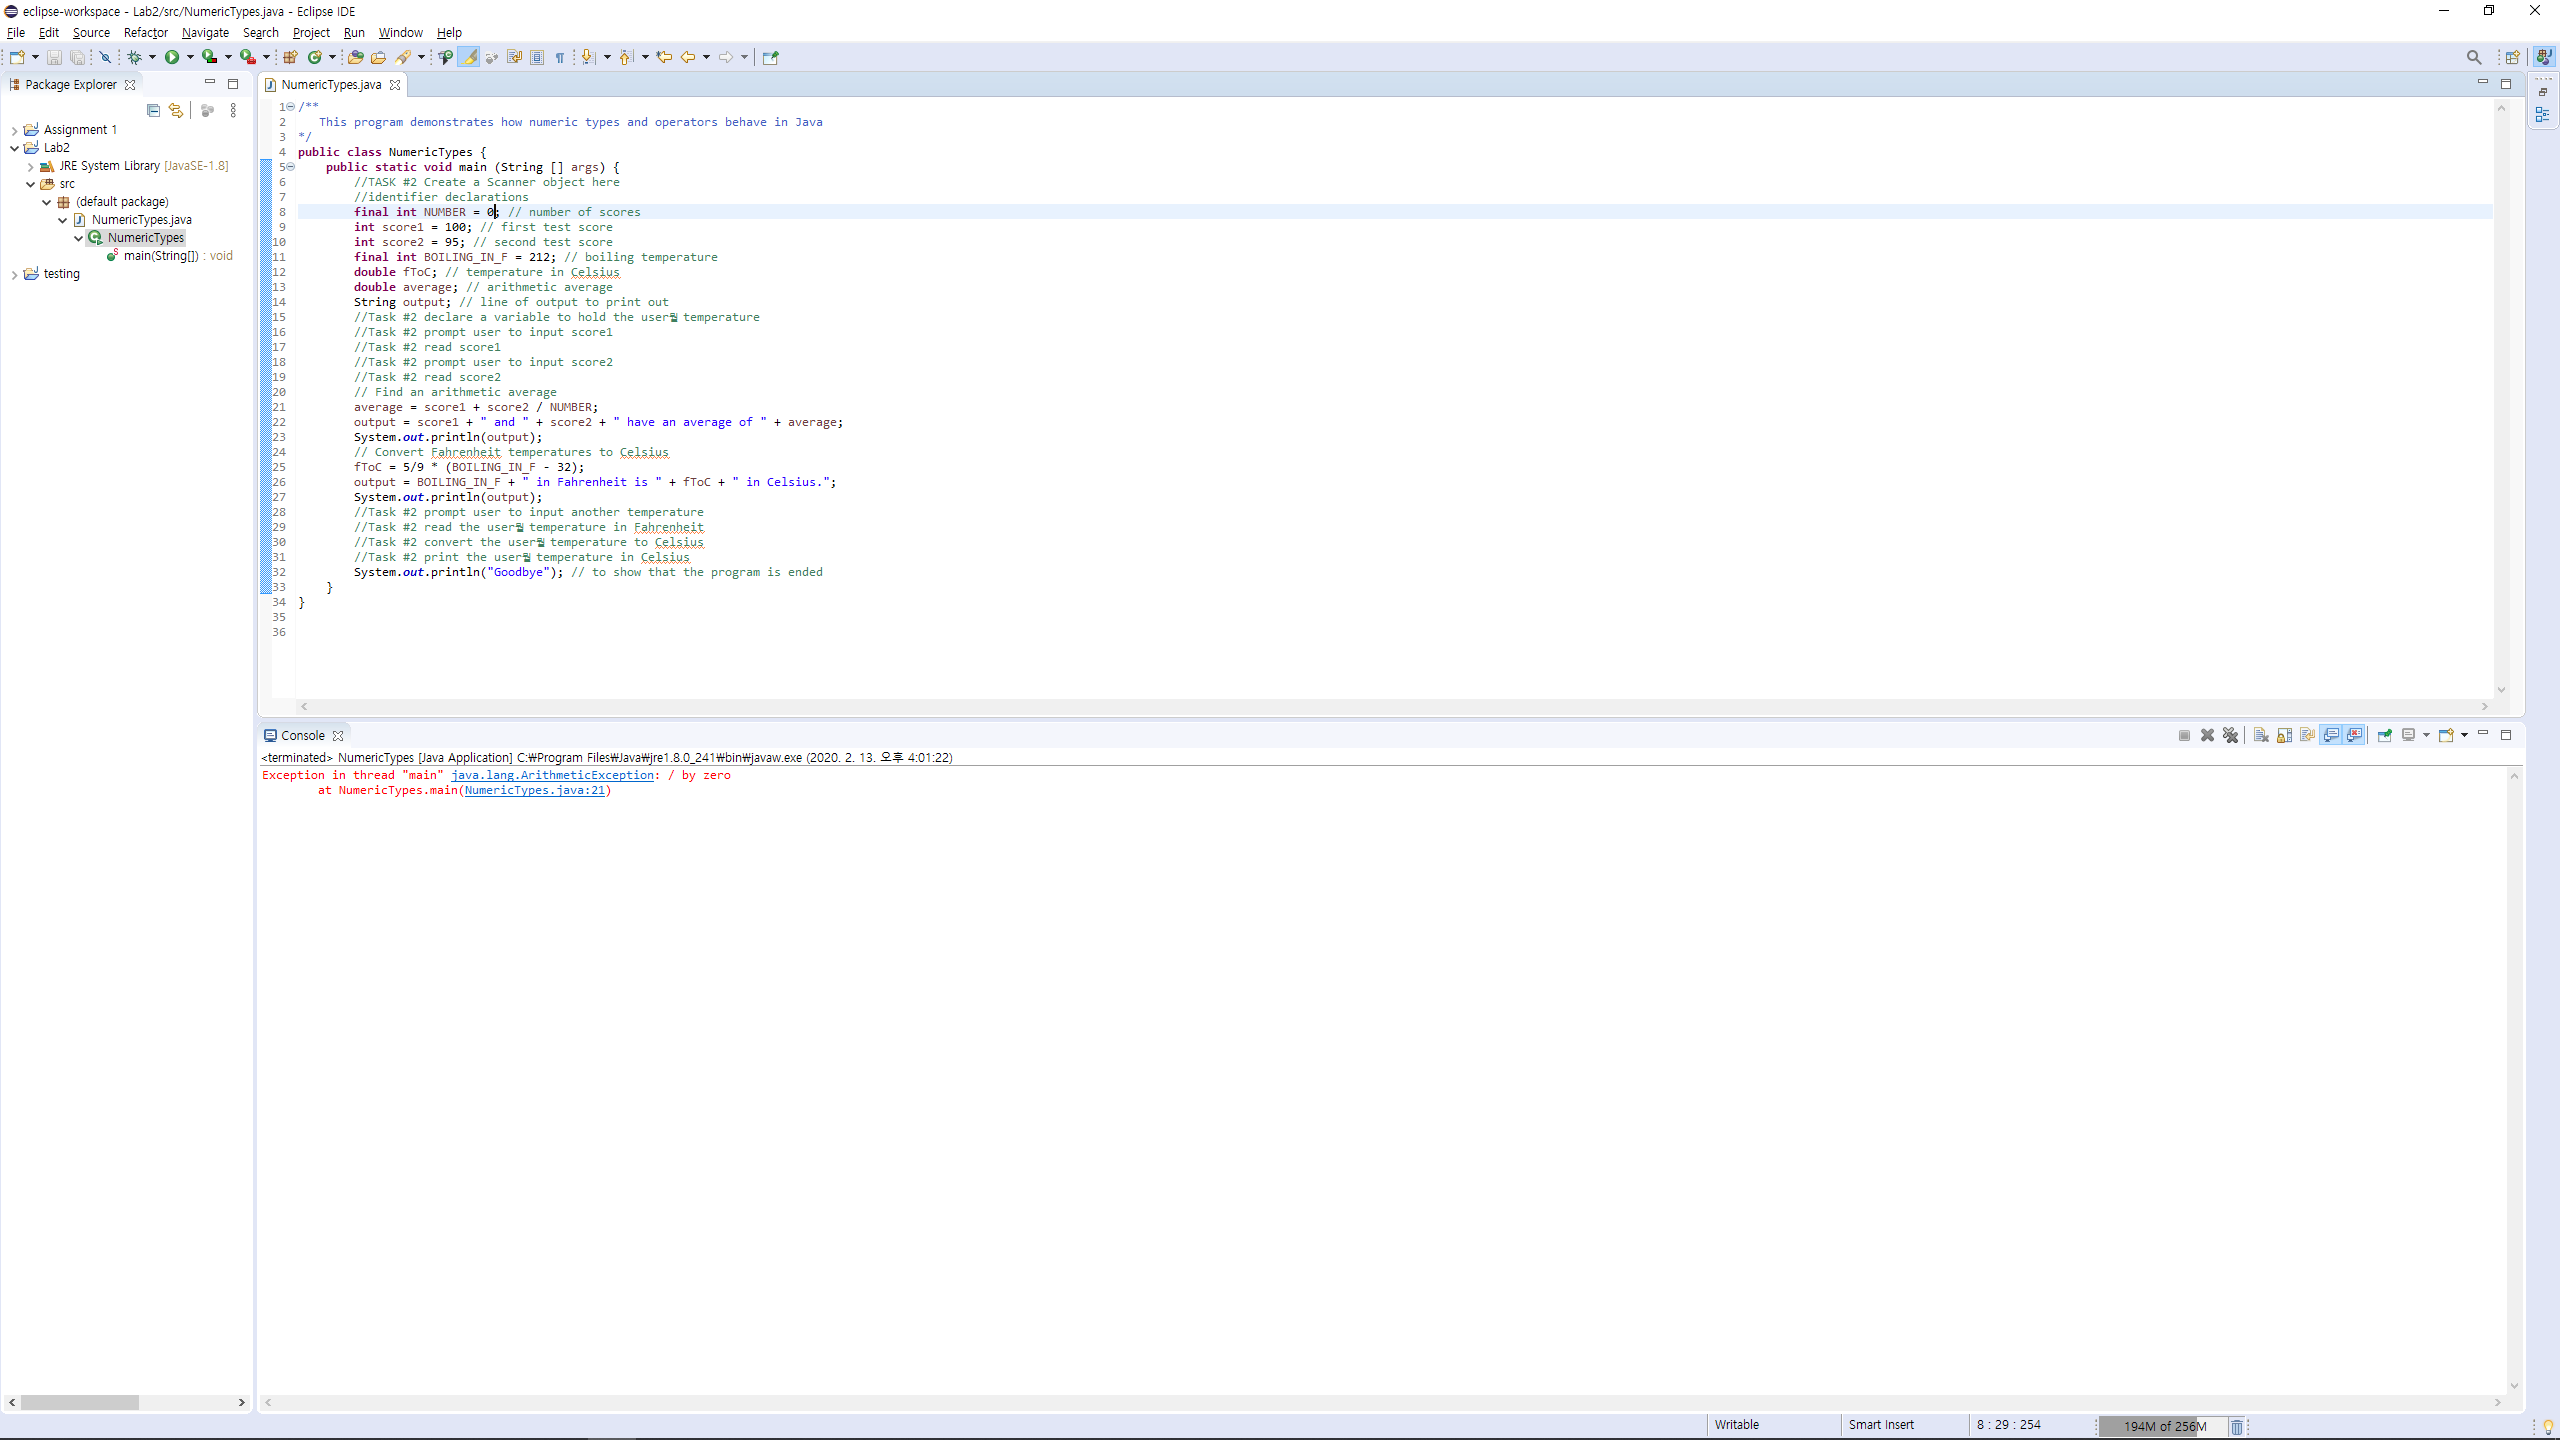 eclipse-workspace - Lab2/src/NumericTypes.java - Eclipse IDE
File Edit Source Refactor Navigate Search Project Run Window Help
Package Explorer
Assignment 1
Lab2
JRE System Library [JavaSE-1.8]
src
(default package)
NumericTypes.java
NumericTypes
main(String[]) : void
testing
NumericTypes.java
1 /**
2    This program demonstrates how numeric types and operators behave in Java
3 */
4 public class NumericTypes {
5     public static void main (String [] args) {
6         //TASK #2 Create a Scanner object here
7         //identifier declarations
8         final int NUMBER = 0; // number of scores
9         int score1 = 100; // first test score
10         int score2 = 95; // second test score
11         final int BOILING_IN_F = 212; // boiling temperature
12         double fToC; // temperature in Celsius
13         double average; // arithmetic average
14         String output; // line of output to print out
15         //Task #2 declare a variable to hold the user temperature
16         //Task #2 prompt user to input score1
17         //Task #2 read score1
18         //Task #2 prompt user to input score2
19         //Task #2 read score2
20         // Find an arithmetic average
21         average = score1 + score2 / NUMBER;
22         output = score1 + " and " + score2 + " have an average of " + average;
23         System.out.println(output);
24         // Convert Fahrenheit temperatures to Celsius
25         fToC = 5/9 * (BOILING_IN_F - 32);
26         output = BOILING_IN_F + " in Fahrenheit is " + fToC + " in Celsius.";
27         System.out.println(output);
28         //Task #2 prompt user to input another temperature
29         //Task #2 read the user temperature in Fahrenheit
30         //Task #2 convert the user temperature to Celsius
31         //Task #2 print the user temperature in Celsius
32         System.out.println("Goodbye"); // to show that the program is ended
33     }
34 }
35
36
Console
<terminated> NumericTypes [Java Application] C:₩Program Files₩Java₩jre1.8.0_241₩bin₩javaw.exe (2020. 2. 13. 오후 4:01:22)
Exception in thread "main" java.lang.ArithmeticException: / by zero
at NumericTypes.main(NumericTypes.java:21)
Writable Smart Insert 8 : 29 : 254 194M of 256M